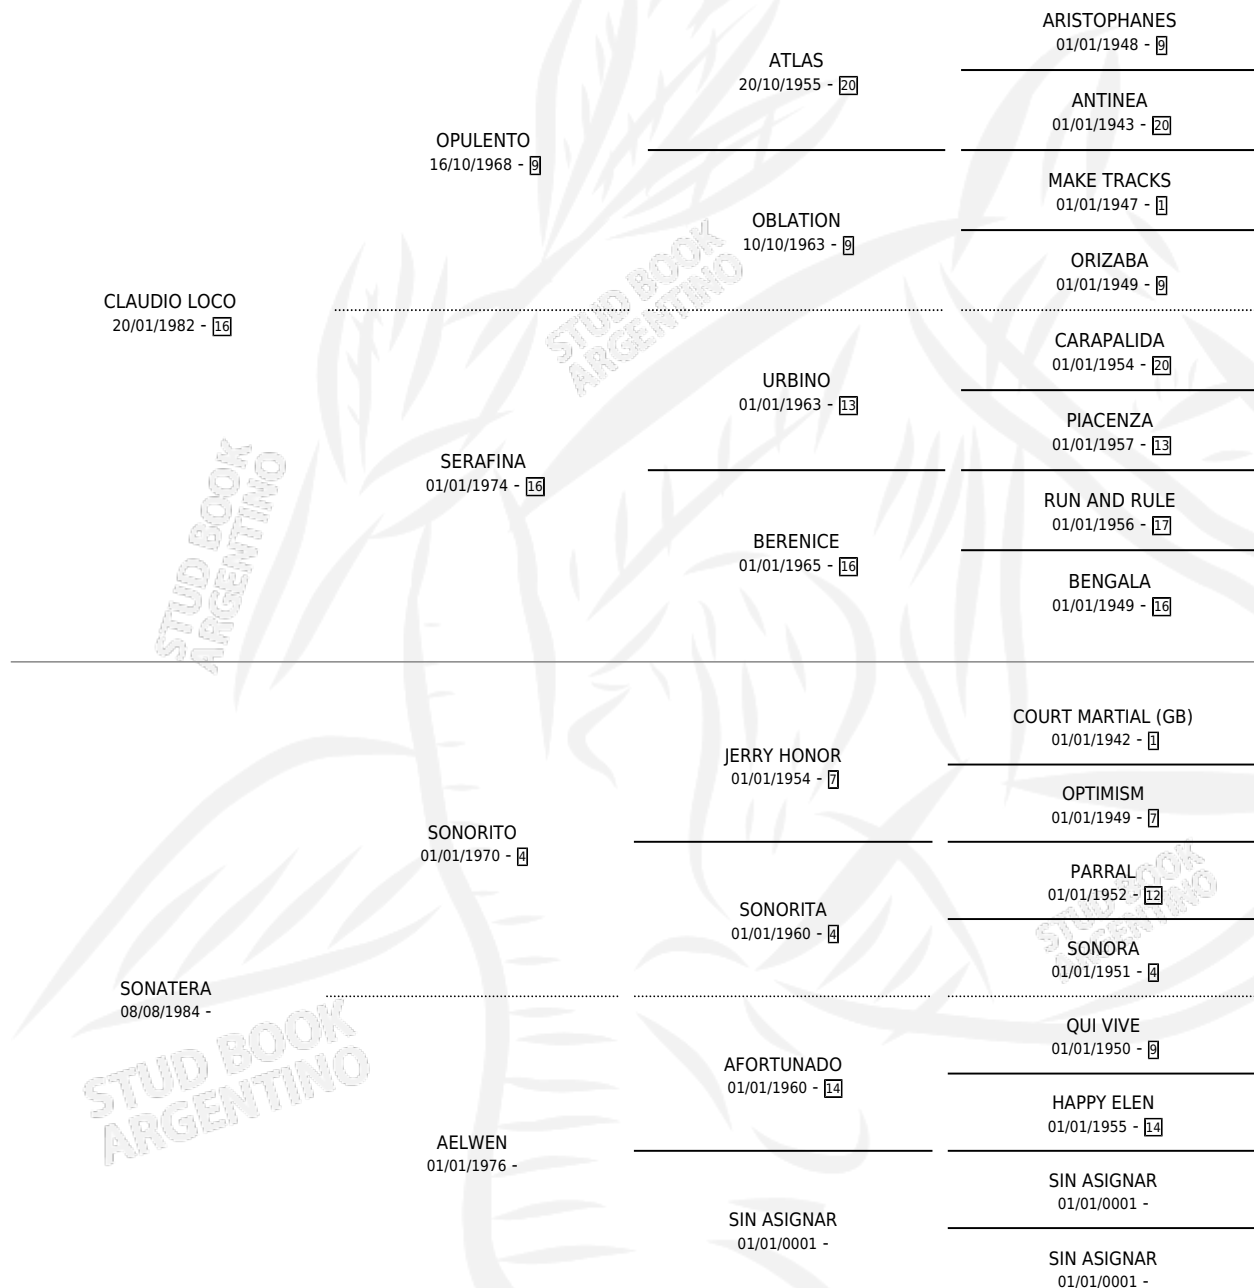 ARISTOPHANES
01/01/1948 - 9
ATLAS
20/10/1955 - 20
ANTINEA
01/01/1943 - 20
OPULENTO
16/10/1968 - 9
MAKE TRACKS
01/01/1947 - 1
OBLATION
10/10/1963 - 9
ORIZABA
01/01/1949 - 9
CLAUDIO LOCO
20/01/1982 - 16
CARAPALIDA
01/01/1954 - 20
URBINO
01/01/1963 - 13
PIACENZA
01/01/1957 - 13
SERAFINA
01/01/1974 - 16
RUN AND RULE
01/01/1956 - 17
BERENICE
01/01/1965 - 16
BENGALA
01/01/1949 - 16
COURT MARTIAL (GB)
01/01/1942 - 1
JERRY HONOR
01/01/1954 - 7
OPTIMISM
01/01/1949 - 7
SONORITO
01/01/1970 - 4
PARRAL
01/01/1952 - 12
SONORITA
01/01/1960 - 4
SONORA
01/01/1951 - 4
SONATERA
08/08/1984 -
QUI VIVE
01/01/1950 - 9
AFORTUNADO
01/01/1960 - 14
HAPPY ELEN
01/01/1955 - 14
AELWEN
01/01/1976 -
SIN ASIGNAR
01/01/0001 -
SIN ASIGNAR
01/01/0001 -
SIN ASIGNAR
01/01/0001 -
STUD BOOK
ARGENTINO
STUD BOOK
ARGENTINO
STUD BOOK
ARGENTINO
STUD BOOK
ARGENTINO